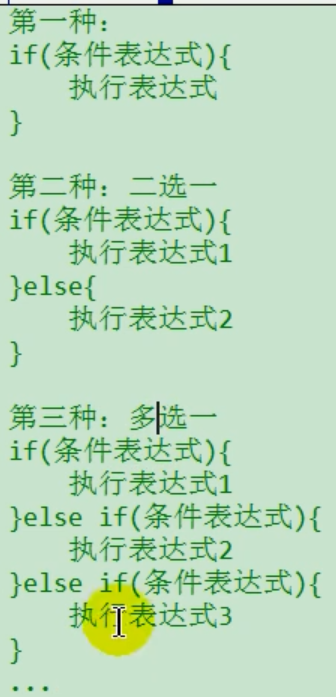 第一种：
if(条件表达式){
    执行表达式
}
第二种：二选一
if(条件表达式){
    执行表达式1
}else{
    执行表达式2
}
第三种：多选一
if(条件表达式){
    执行表达式1
}else if(条件表达式){
    执行表达式2
}else if(条件表达式){
    执行表达式3
}
...